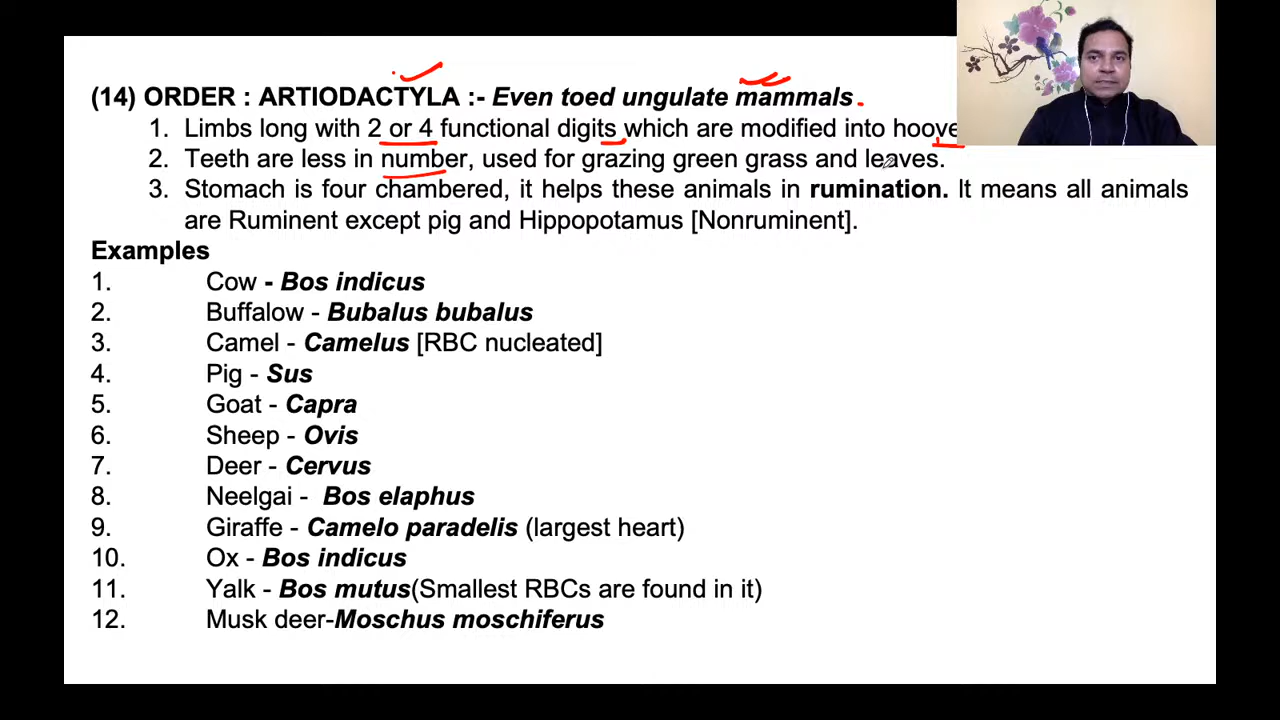 (14) ORDER : ARTIODACTYLA :- Even toed ungulate mammals.
1. Limbs long with 2 or 4 functional digits which are modified into
2. Teeth are less in number, used for grazing green grass and leaves.
3. Stomach is four chambered, it helps these animals in rumination. It means all animals
are Ruminent except pig and Hippopotamus [Nonruminent].
Examples
1. Cow - Bos indicus
2. Buffalow - Bubalus bubalus
3. Camel - Camelus [RBC nucleated]
4. Pig - Sus
5. Goat - Capra
6. Sheep - Ovis
7. Deer - Cervus
8. Neelgai - Bos elaphus
9. Giraffe - Camelo paradelis (largest heart)
10. Ox - Bos indicus
11. Yalk - Bos mutus(Smallest RBCs are found in it)
12. Musk deer-Moschus moschiferus